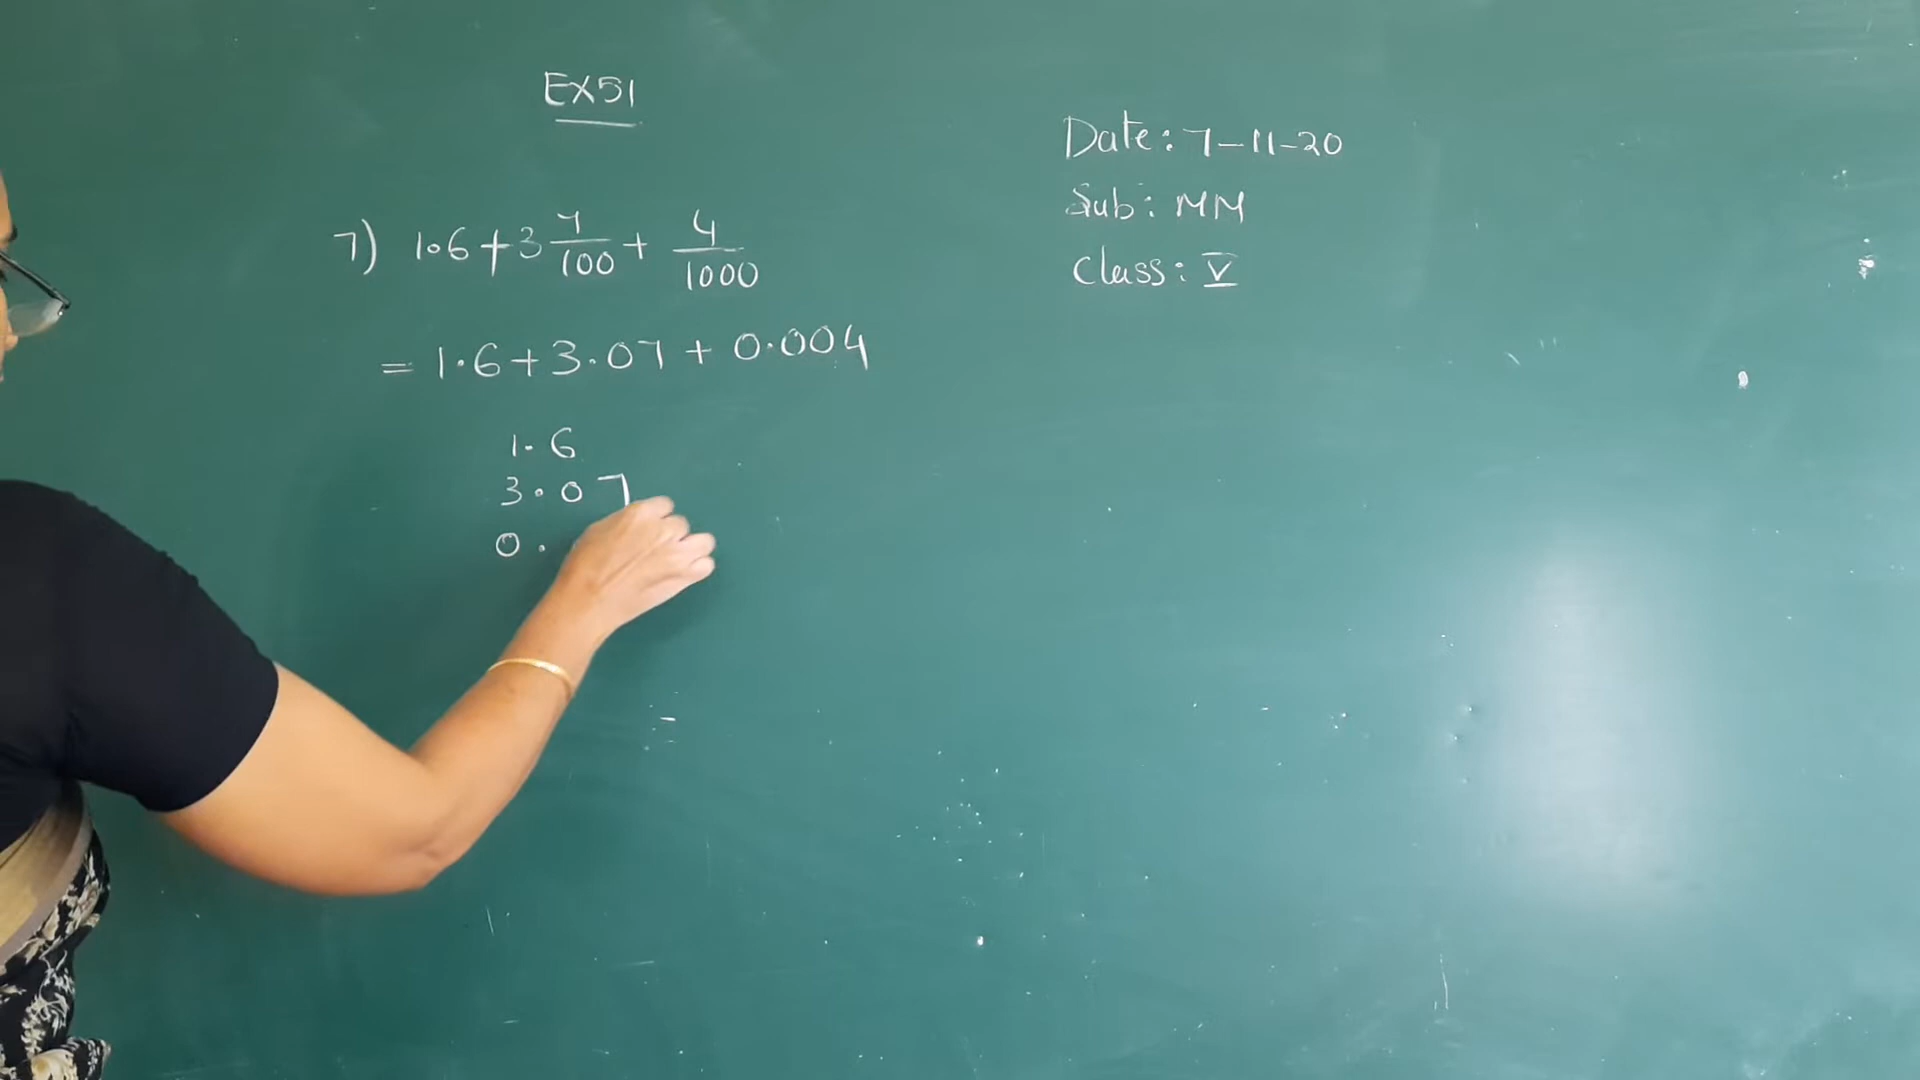 EX51
Date: 7-11-20
Sub: MM
Class: V
7) 1.6 + 3 7/100 + 4/1000
= 1.6 + 3.07 + 0.004
1.6
3.07
0.